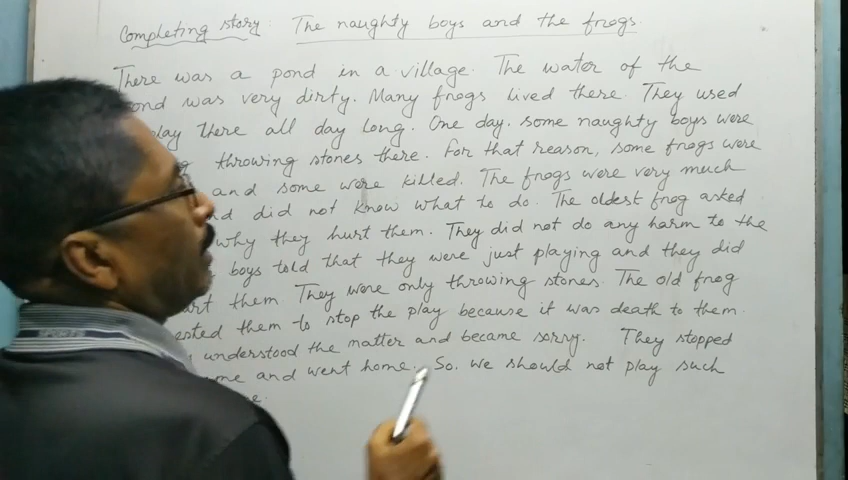 Completing story: The naughty boys and the frogs.
There was a pond in a village. The water of the
pond was very dirty. Many frogs lived there. They used
play there all day long. One day, some naughty boys were
throwing stones there. For that reason, some frogs were
and some were killed. The frogs were very much
did not know what to do. The oldest frog asked
why they hurt them. They did not do any harm to the
boys told that they were just playing and they did
them. They were only throwing stones. The old frog
them to stop the play because it was death to them.
understood the matter and became sorry. They stopped
and went home. So, we should not play such
SPORTS